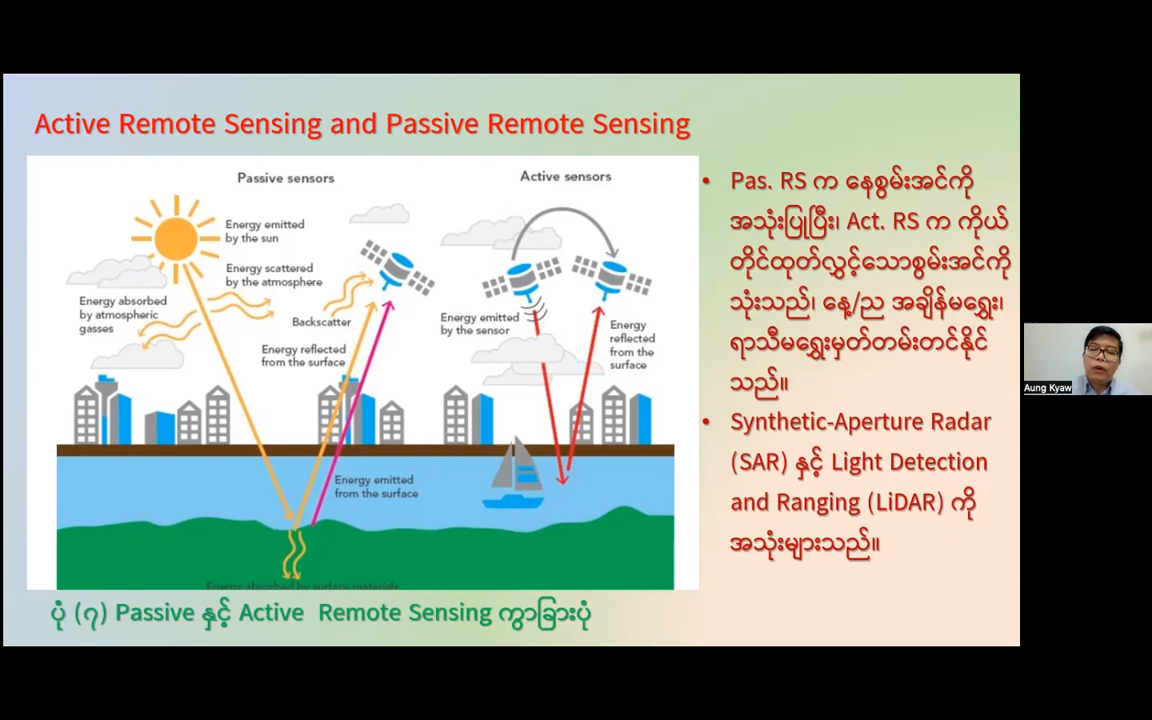 Active Remote Sensing and Passive Remote Sensing
Passive sensors
Active sensors
Energy emitted
by the sun
Energy scattered
by the atmosphere
Energy absorbed
by atmospheric
gasses
Backscatter
Energy reflected
from the surface
Energy emitted
from the surface
Energy absorbed by surface materials
Energy emitted
by the sensor
Energy
reflected
from the
surface
• Pas. RS က နေစွမ်းအင်ကို
အသုံးပြုပြီး၊ Act. RS က ကိုယ်
တိုင်ထုတ်လွှင့်သောစွမ်းအင်ကို
သုံးသည်၊ နေ့/ည အချိန်မရွေး၊
ရာသီမရွေးမှတ်တမ်းတင်နိုင်
သည်။
• Synthetic-Aperture Radar
(SAR) နှင့် Light Detection
and Ranging (LiDAR) ကို
အသုံးများသည်။
ပုံ (၇) Passive နှင့် Active Remote Sensing ကွာခြားပုံ
Aung Kyaw